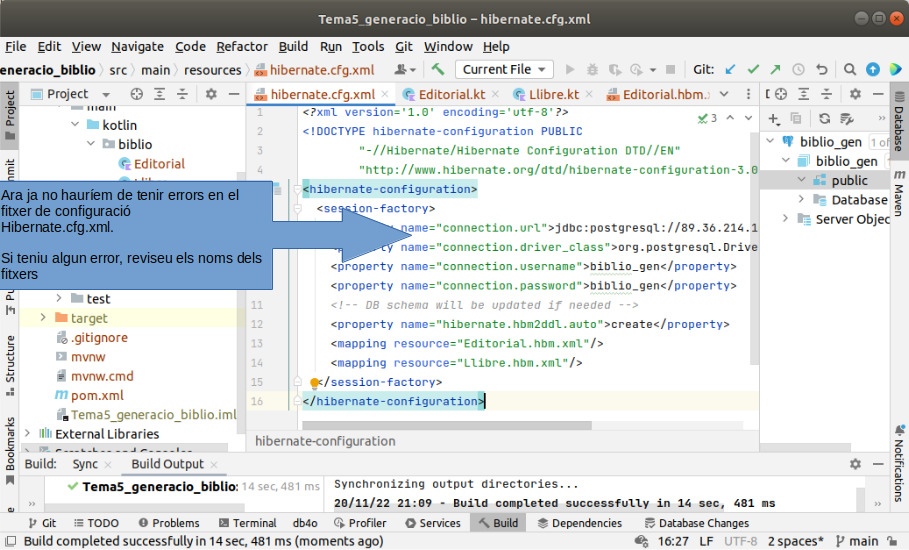 Tema5_generacio_biblio – hibernate.cfg.xml
File Edit View Navigate Code Refactor Build Run Tools Git Window Help
eneracio_biblio > src > main > resources > hibernate.cfg.xml Current File Git:
Project hibernate.cfg.xml Editorial.kt Llibre.kt Editorial.hbm.
Project
kotlin
biblio
Editorial
Ara ja no hauríem de tenir errors en el
fitxer de configuració
Hibernate.cfg.xml.
Si teniu algun error, reviseu els noms dels
fitxers
test
target
.gitignore
mvnw
mvnw.cmd
pom.xml
Tema5_generacio_biblio.iml
External Libraries
Scratches and Consoles
Structure
Bookmarks
1 <?xml version='1.0' encoding='utf-8'?>
2 <!DOCTYPE hibernate-configuration PUBLIC
3 "-//Hibernate/Hibernate Configuration DTD//EN"
4 "http://www.hibernate.org/dtd/hibernate-configuration-3.0
<hibernate-configuration>
<session-factory>
name="connection.url">jdbc:postgresql://89.36.214.1
name="connection.driver_class">org.postgresql.Drive
<property name="connection.username">biblio_gen</property>
<property name="connection.password">biblio_gen</property>
11 <!-- DB schema will be updated if needed -->
12 <property name="hibernate.hbm2ddl.auto">create</property>
13 <mapping resource="Editorial.hbm.xml"/>
14 <mapping resource="Llibre.hbm.xml"/>
15 </session-factory>
16 </hibernate-configuration>
3
hibernate-configuration
biblio_gen 1 of
biblio_gen
public
Database
Server Objec
Database
Maven
Notifications
Build: Sync Build Output
Tema5_generacio_biblio: 14 sec, 481 ms
Synchronizing output directories...
20/11/22 21:09 - Build completed successfully in 14 sec, 481 ms
Git TODO Problems Terminal db4o Profiler Services Build Dependencies Database Changes
Build completed successfully in 14 sec, 481 ms (moments ago) 16:27 LF UTF-8 2 spaces* main